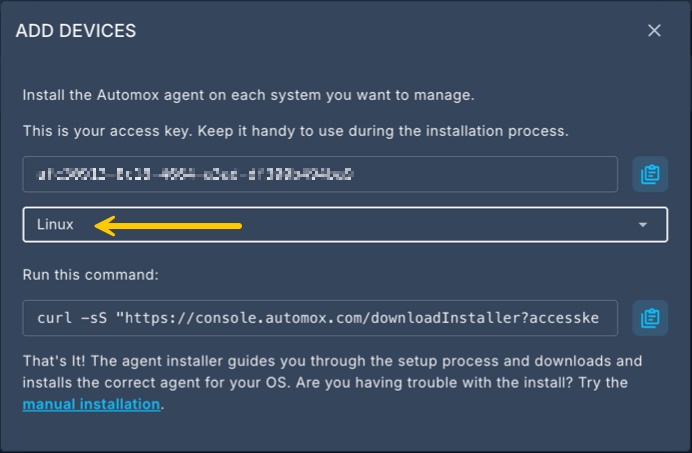 ADD DEVICES
Install the Automox agent on each system you want to manage.
This is your access key. Keep it handy to use during the installation process.
Linux
Run this command:
curl -sS "https://console.automox.com/downloadInstaller?accesske
That's It! The agent installer guides you through the setup process and downloads and
installs the correct agent for your OS. Are you having trouble with the install? Try the
manual installation.